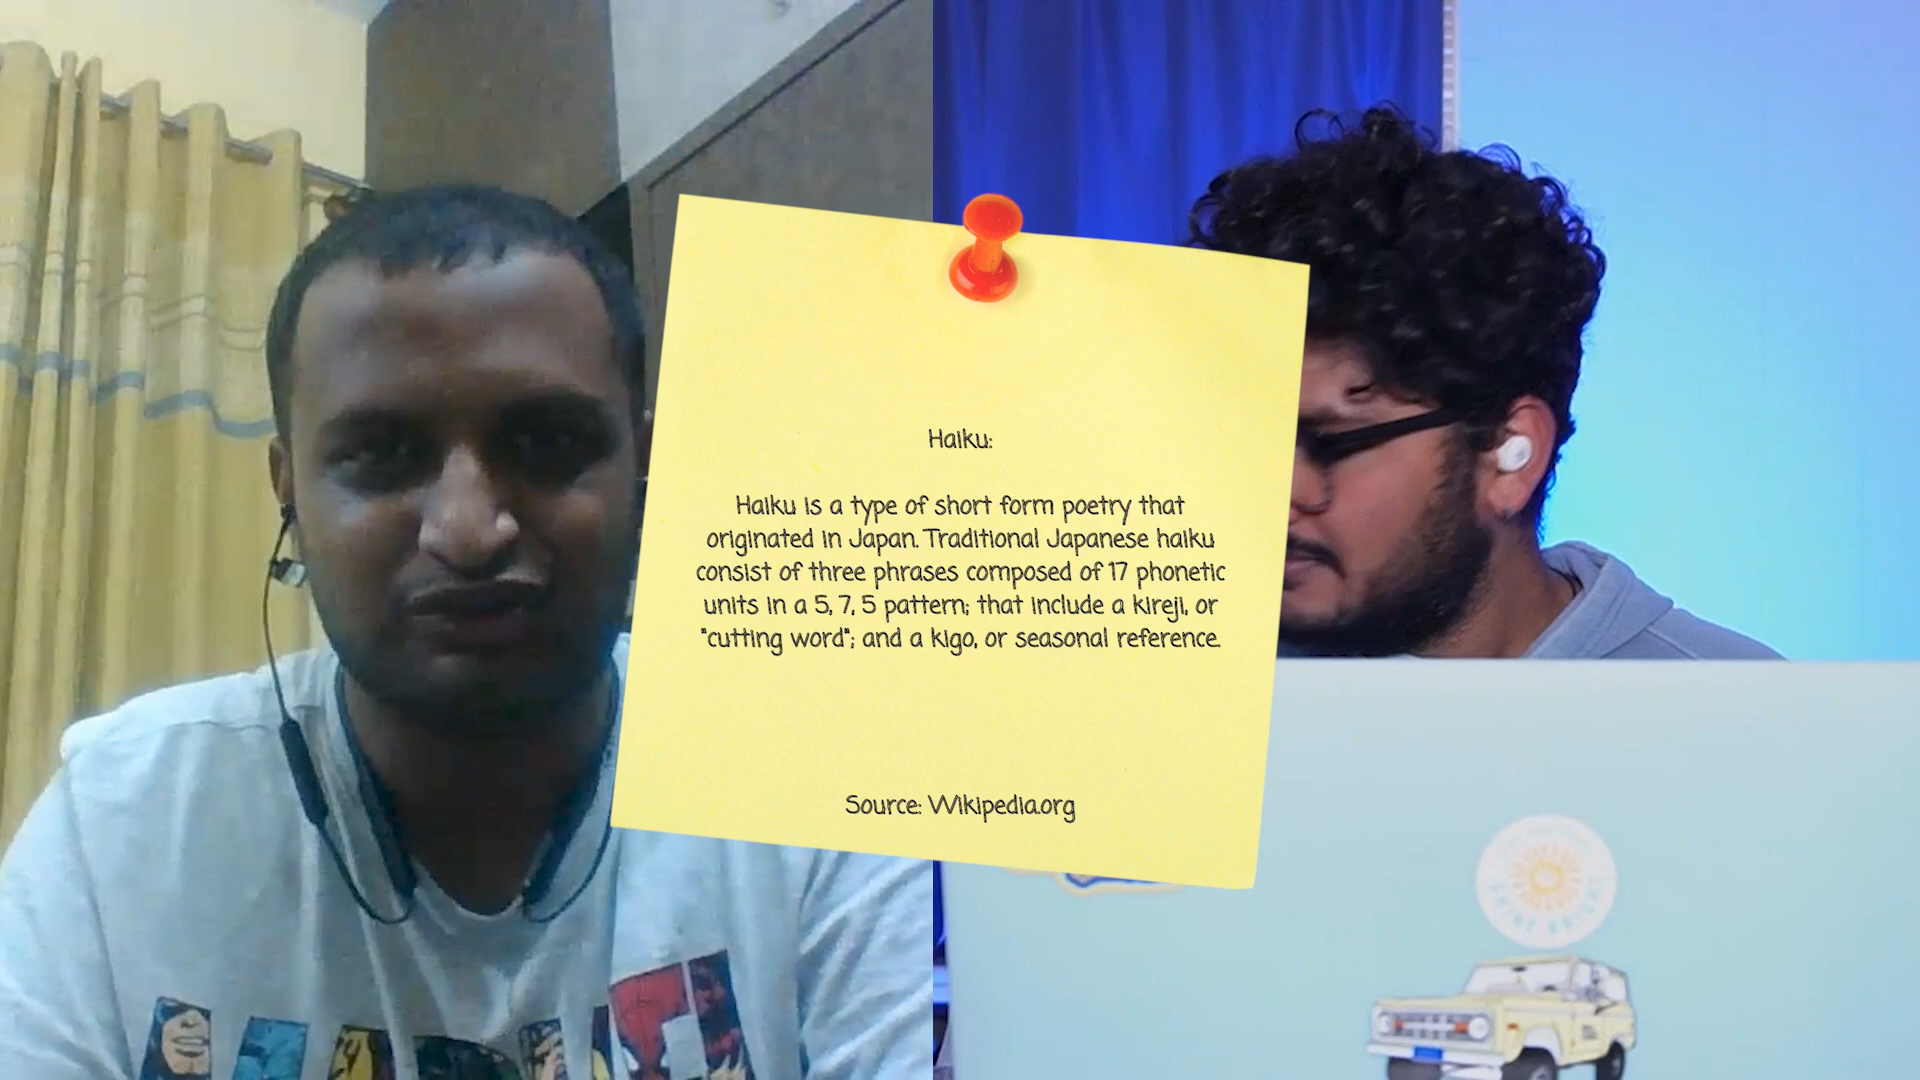 Haiku:
Haiku is a type of short form poetry that
originated in Japan. Traditional Japanese haiku
consist of three phrases composed of 17 phonetic
units in a 5, 7, 5 pattern; that include a kireji, or
"cutting word"; and a kigo, or seasonal reference.
Source: Wikipedia.org
SHINE BRIGHT